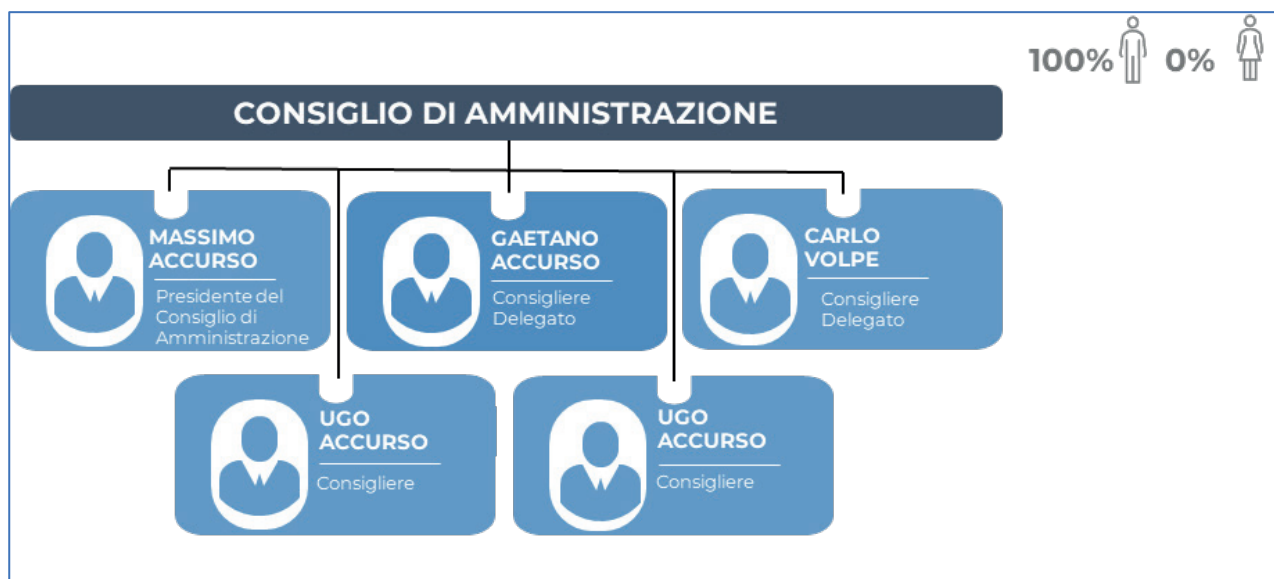 100% 0%
CONSIGLIO DI AMMINISTRAZIONE
MASSIMO
ACCURSO
Presidente del
Consiglio di
Amministrazione
GAETANO
ACCURSO
Consigliere
Delegato
CARLO
VOLPE
Consigliere
Delegato
UGO
ACCURSO
Consigliere
UGO
ACCURSO
Consigliere